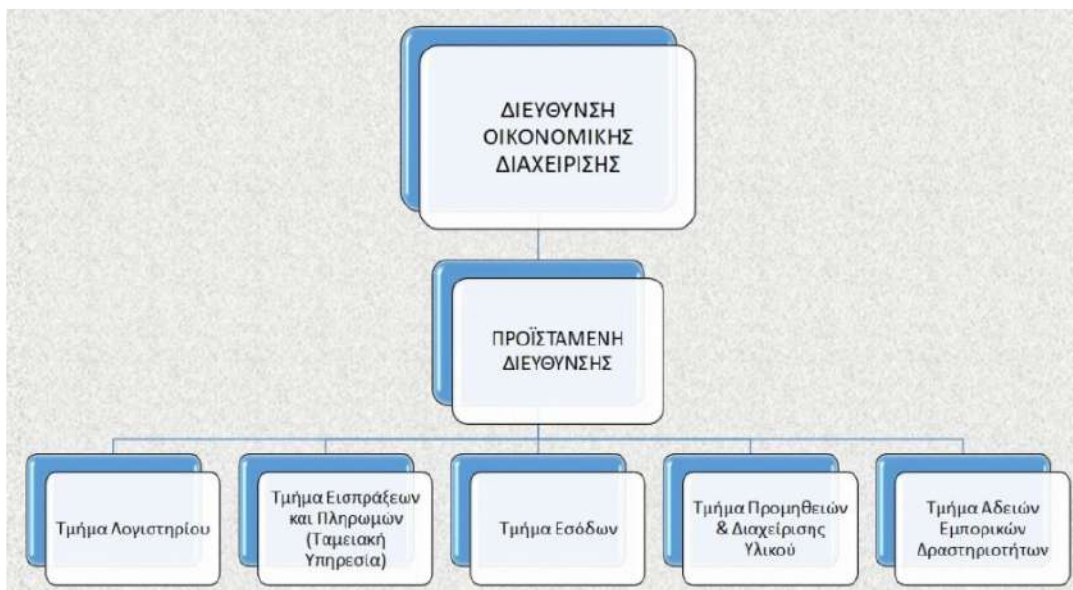 ΔΙΕΥΘΥΝΣΗ
ΟΙΚΟΝΟΜΙΚΗΣ
ΔΙΑΧΕΙΡΙΣΗΣ
ΠΡΟΪΣΤΑΜΕΝΗ
ΔΙΕΥΘΥΝΣΗΣ
Τμήμα Λογιστηρίου
Τμήμα Εισπράξεων
και Πληρωμών
(Ταμειακή
Υπηρεσία)
Τμήμα Εσόδων
Τμήμα Προμηθειών
& Διαχείρισης
Υλικού
Τμήμα Αδειών
Εμπορικών
Δραστηριοτήτων